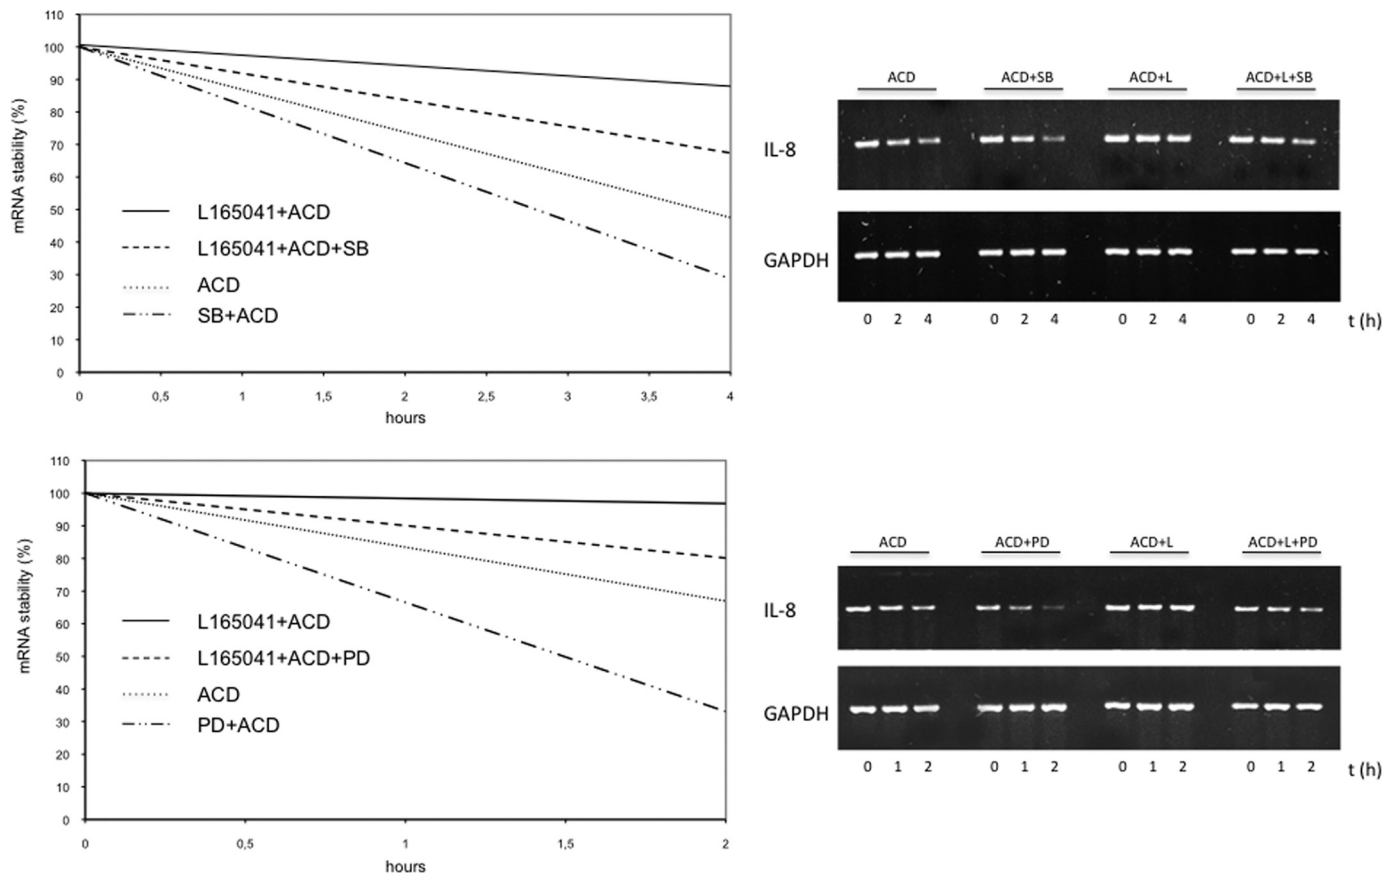 110
100
90
80
70
60
50
40
30
20
10
0
mRNA stability (%)
L165041+ACD
L165041+ACD+SB
ACD
SB+ACD
0 0,5 1 1,5 2 2,5 3 3,5 4
hours
ACD ACD+SB ACD+L ACD+L+SB
IL-8
GAPDH
0 2 4 0 2 4 0 2 4 0 2 4 t (h)
110
100
90
80
70
60
50
40
30
20
10
0
mRNA stability (%)
L165041+ACD
L165041+ACD+PD
ACD
PD+ACD
0 0,5 1 1,5 2
hours
ACD ACD+PD ACD+L ACD+L+PD
IL-8
GAPDH
0 1 2 0 1 2 0 1 2 0 1 2 t (h)